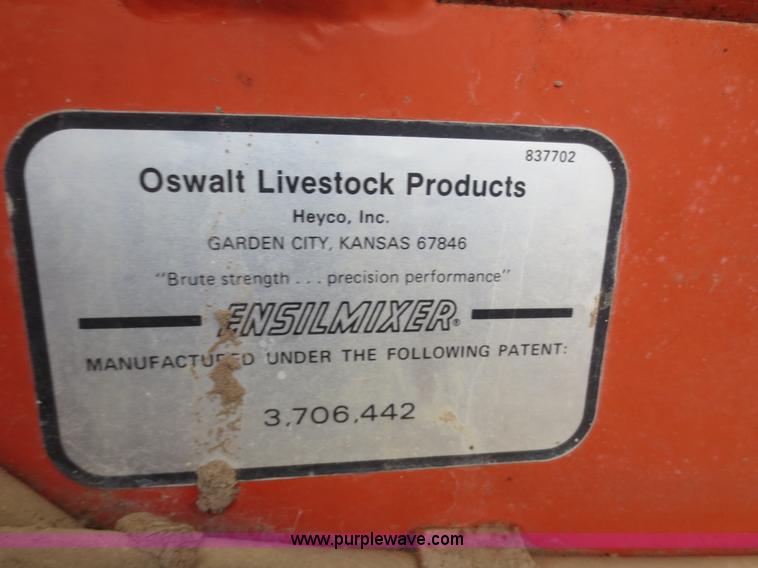 837702
Oswalt Livestock Products
Heyco, Inc.
GARDEN CITY, KANSAS 67846
"Brute strength . . . precision performance"
ENSILMIXER®
MANUFACTURED UNDER THE FOLLOWING PATENT:
3,706,442
www.purplewave.com